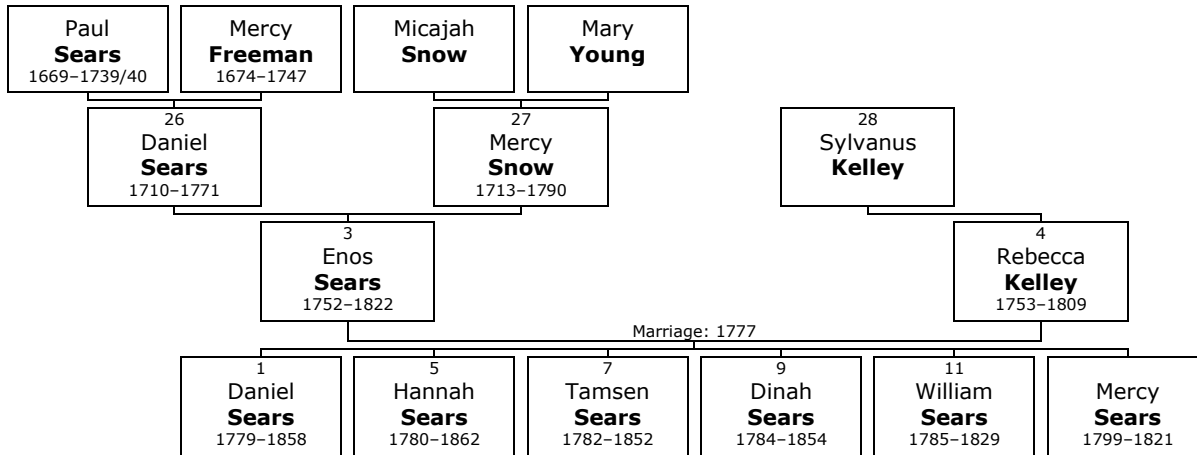 Paul
Sears
1669–1739/40
Mercy
Freeman
1674–1747
Micajah
Snow
Mary
Young
26
Daniel
Sears
1710–1771
27
Mercy
Snow
1713–1790
28
Sylvanus
Kelley
3
Enos
Sears
1752–1822
4
Rebecca
Kelley
1753–1809
Marriage: 1777
1
Daniel
Sears
1779–1858
5
Hannah
Sears
1780–1862
7
Tamsen
Sears
1782–1852
9
Dinah
Sears
1784–1854
11
William
Sears
1785–1829
Mercy
Sears
1799–1821